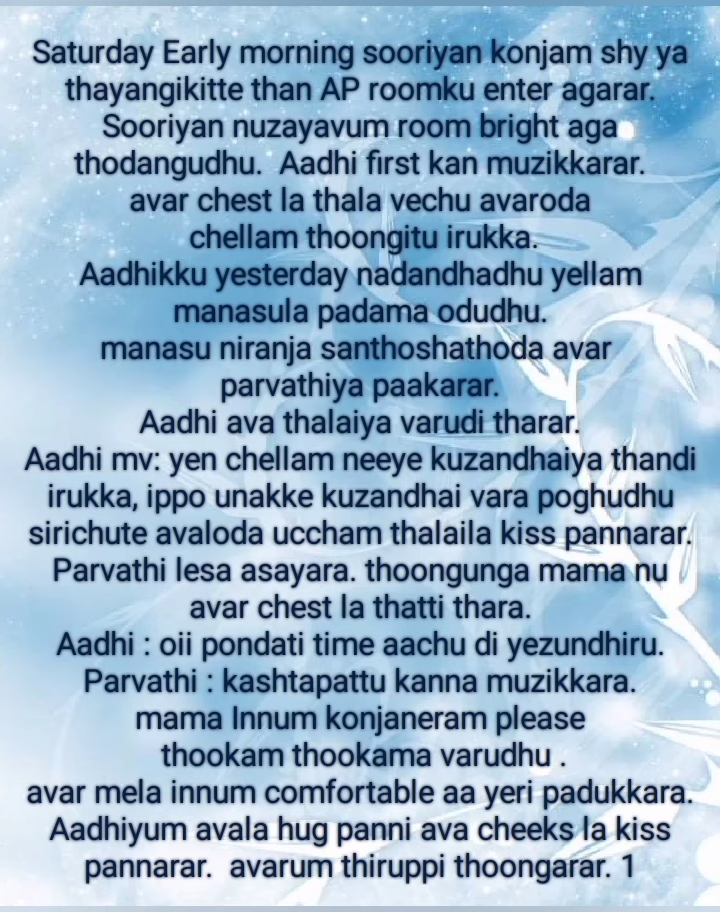 Saturday Early morning sooriyan konjam shy ya
thayangikitte than AP roomku enter agarar.
Sooriyan nuzayavum room bright aga
thodangudhu. Aadhi first kan muzikkarar.
avar chest la thala vechu avaroda
chellam thoongitu irukka.
Aadhikku yesterday nadandhadhu yellam
manasula padama odudhu.
manasu niranja santhoshathoda avar
parvathiya paakarar.
Aadhi ava thalaiya varudi tharar.
Aadhi mv: yen chellam neeye kuzandhaiya thandi
irukka, ippo unakke kuzandhai vara poghudhu
sirichute avaloda uccham thalaila kiss pannarar.
Parvathi lesa asayara. thoongunga mama nu
avar chest la thatti thara.
Aadhi : oii pondati time aachu di yezundhiru.
Parvathi : kashtapattu kanna muzikkara.
mama Innum konjaneram please
thookam thookama varudhu .
avar mela innum comfortable aa yeri padukkara.
Aadhiyum avala hug panni ava cheeks la kiss
pannarar. avarum thiruppi thoongarar. 1